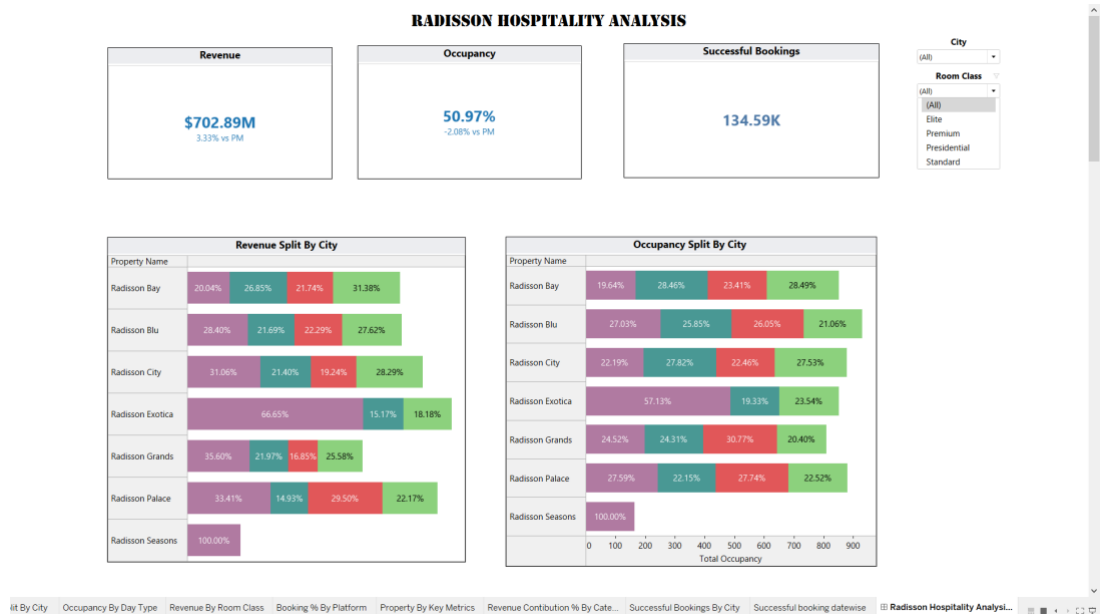 RADISSON HOSPITALITY ANALYSIS
Revenue
$702.89M
3.33% vs PM
Occupancy
50.97%
-2.08% vs PM
Successful Bookings
134.59K
City
(All)
Room Class
(All)
(All)
Elite
Premium
Presidential
Standard
Revenue Split By City
Property Name
Radisson Bay 20.04% 26.85% 21.74% 31.38%
Radisson Blu 28.40% 21.69% 22.29% 27.62%
Radisson City 31.06% 21.40% 19.24% 28.29%
Radisson Exotica 66.65% 15.17% 18.18%
Radisson Grands 35.60% 21.97% 16.85% 25.58%
Radisson Palace 33.41% 14.93% 29.50% 22.17%
Radisson Seasons 100.00%
Occupancy Split By City
Property Name
Radisson Bay 19.64% 28.46% 23.41% 28.49%
Radisson Blu 27.03% 25.85% 26.05% 21.06%
Radisson City 22.19% 27.82% 22.46% 27.53%
Radisson Exotica 57.13% 19.33% 23.54%
Radisson Grands 24.52% 24.31% 30.77% 20.40%
Radisson Palace 27.59% 22.15% 27.74% 22.52%
Radisson Seasons 100.00%
0 100 200 300 400 500 600 700 800 900
Total Occupancy
lit By City Occupancy By Day Type Revenue By Room Class Booking % By Platform Property By Key Metrics Revenue Contibution % By Cate... Successful Bookings By City Successful booking datewise Radisson Hospitality Analysi...